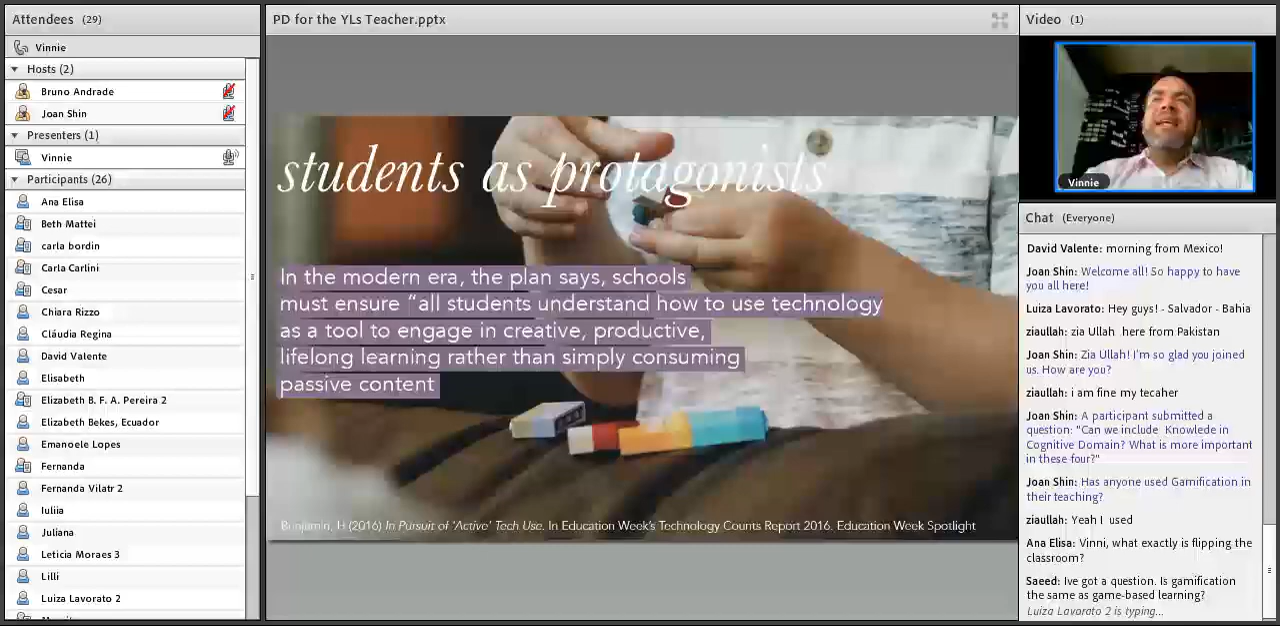 Attendees (29)
Vinnie
Hosts (2)
Bruno Andrade
Joan Shin
Presenters (1)
Vinnie
Participants (26)
Ana Elisa
Beth Mattei
carla bordin
Carla Carlini
Cesar
Chiara Rizzo
Cláudia Regina
David Valente
Elisabeth
Elizabeth B. F. A. Pereira 2
Elizabeth Bekes, Ecuador
Emanoele Lopes
Fernanda
Fernanda Vilatr 2
Iuliia
Juliana
Leticia Moraes 3
Lilli
Luiza Lavorato 2
PD for the YLs Teacher.pptx
students as protagonists
In the modern era, the plan says, schools
must ensure “all students understand how to use technology
as a tool to engage in creative, productive,
lifelong learning rather than simply consuming
passive content
H (2016) In Pursuit of ‘Active’ Tech Use. In Education Week's Technology Counts Report 2016. Education Week Spotlight
Video (1)
Vinnie
Chat (Everyone)
David Valente: morning from Mexico!
Joan Shin: Welcome all! So happy to have
you all here!
Luiza Lavorato: Hey guys! - Salvador - Bahia
ziaullah: zia Ullah here from Pakistan
Joan Shin: Zia Ullah! I'm so glad you joined
us. How are you?
ziaullah: i am fine my tecaher
Joan Shin: A participant submitted a
question: "Can we include Knowlede in
Cognitive Domain? What is more important
in these four?"
Joan Shin: Has anyone used Gamification in
their teaching?
ziaullah: Yeah I used
Ana Elisa: Vinni, what exactly is flipping the
classroom?
Saeed: Ive got a question. Is gamification
the same as game-based learning?
Luiza Lavorato 2 is typing...